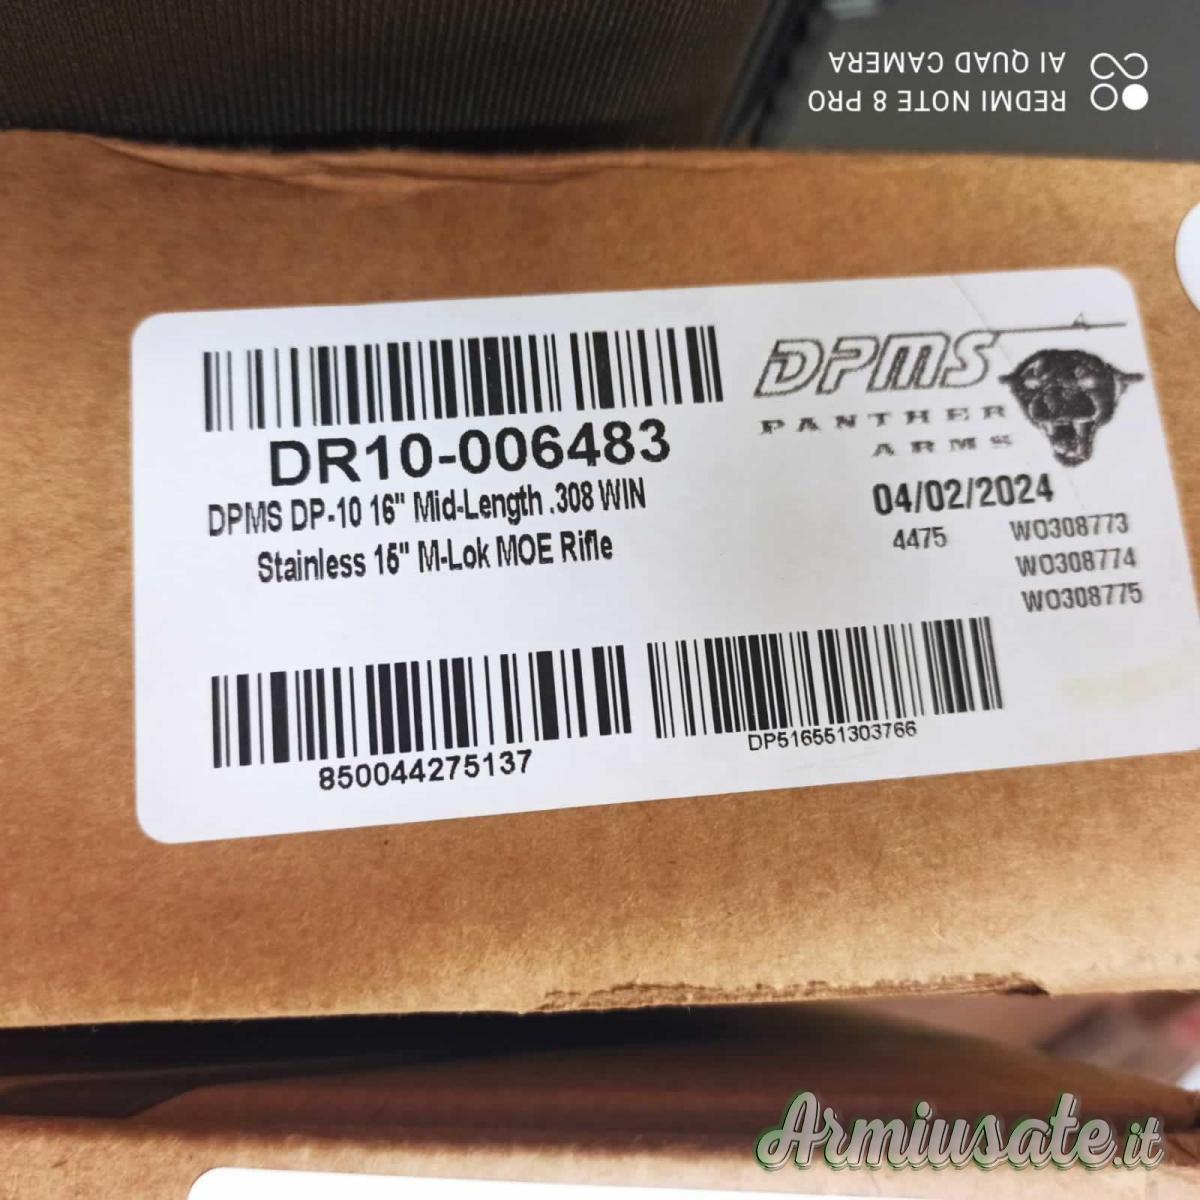 REDMI NOTE 8 PRO
AI QUAD CAMERA
DPMS
PANTHER
ARMS
DR10-006483
DPMS DP-10 16" Mid-Length .308 WIN
Stainless 15" M-Lok MOE Rifle
04/02/2024
4475 WO308773
WO308774
WO308775
850044275137
DP516551303766
Armiusate.it